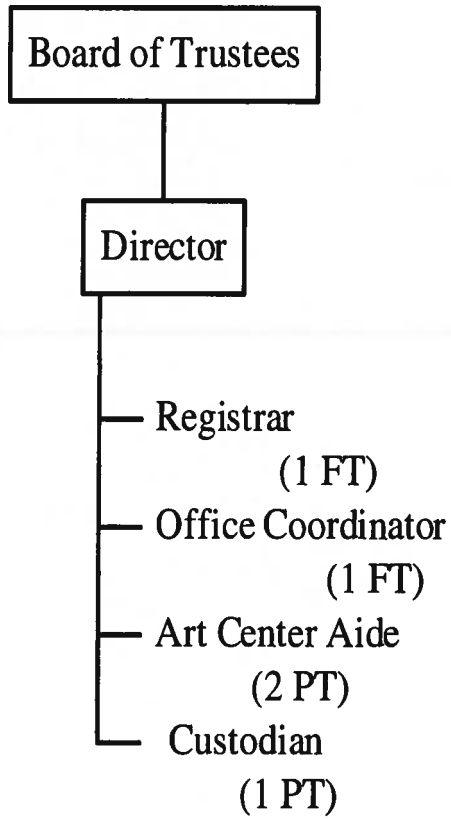 Board of Trustees
Director
Registrar
(1 FT)
Office Coordinator
(1 FT)
Art Center Aide
(2 PT)
Custodian
(1 PT)